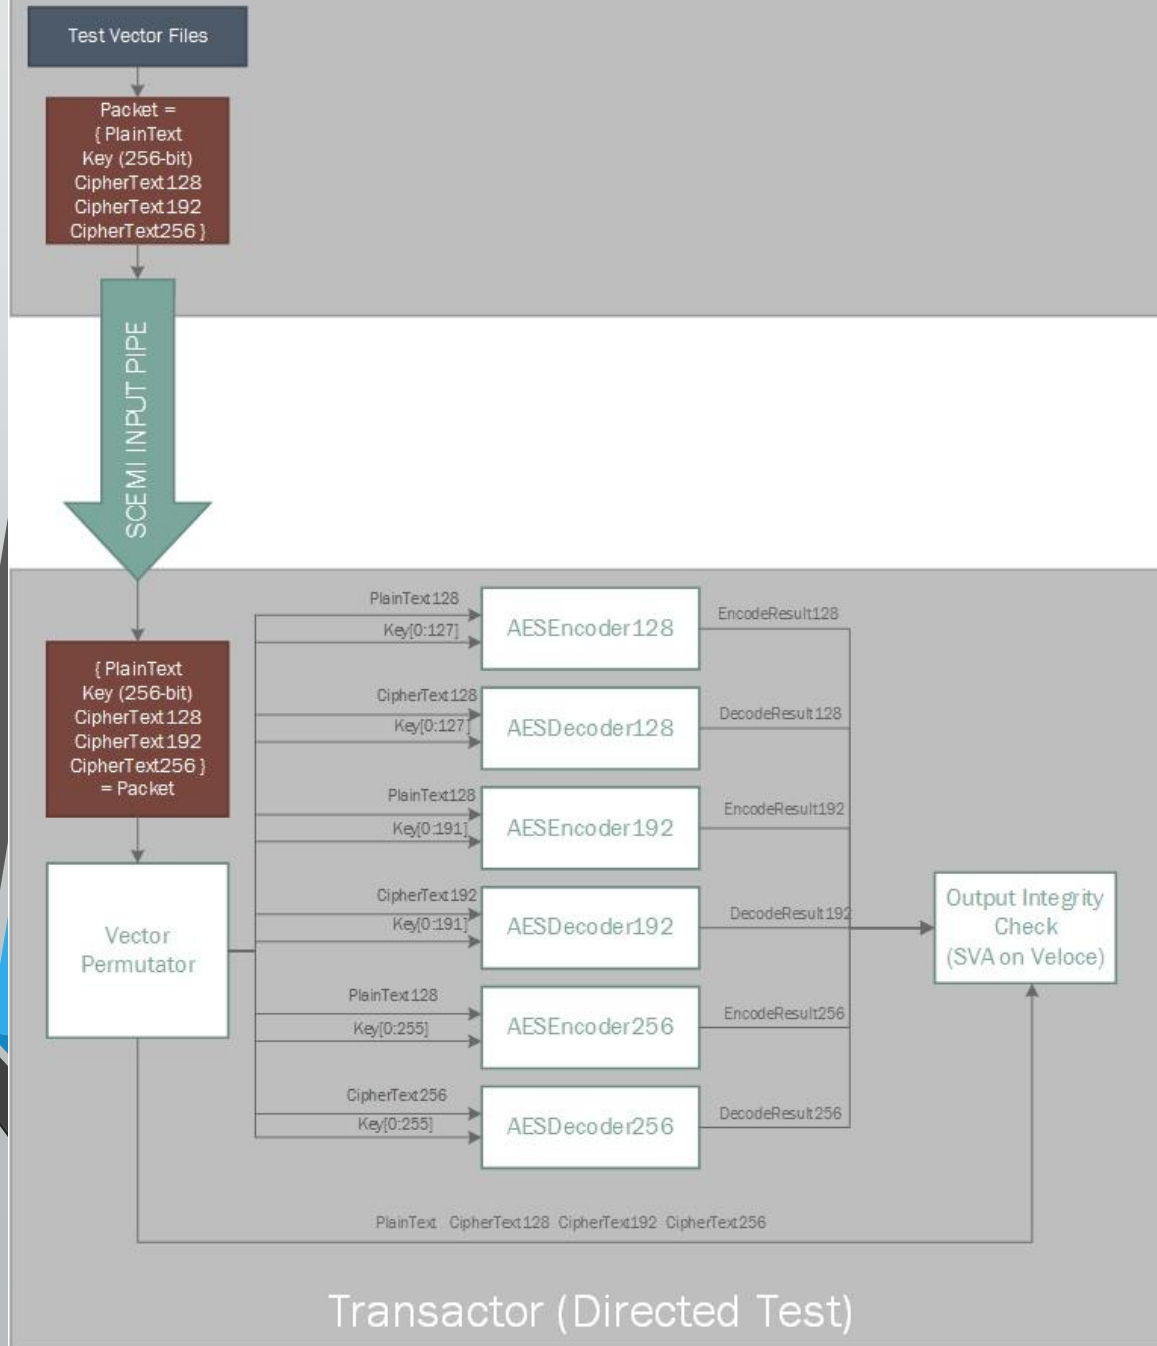 Test Vector Files
Packet =
{ PlainText
Key (256-bit)
CipherText128
CipherText192
CipherText256 }
SCEMI INPUT PIPE
{ PlainText
Key (256-bit)
CipherText128
CipherText192
CipherText256 }
= Packet
Vector
Permutator
PlainText128
Key[0:127]
AESEncoder128
EncodeResult128
CipherText128
Key[0:127]
AESDecoder128
DecodeResult128
PlainText128
Key[0:191]
AESEncoder192
EncodeResult192
CipherText192
Key[0:191]
AESDecoder192
DecodeResult192
PlainText128
Key[0:255]
AESEncoder256
EncodeResult256
CipherText256
Key[0:255]
AESDecoder256
DecodeResult256
Output Integrity
Check
(SVA on Veloce)
PlainText CipherText128 CipherText192 CipherText256
Transactor (Directed Test)